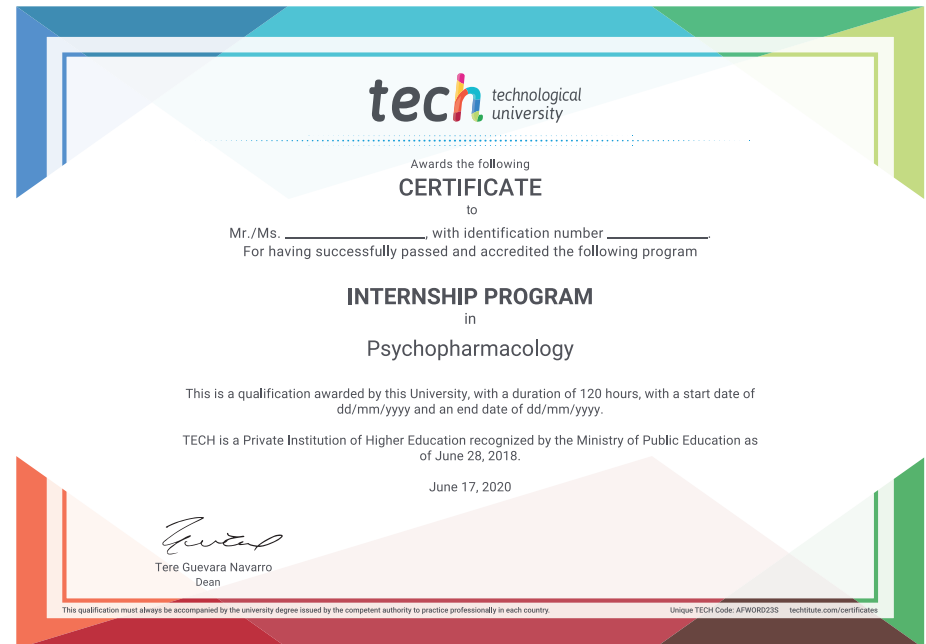 tech technological
university
Awards the following
CERTIFICATE
to
Mr./Ms. ____________________, with identification number ______________.
For having successfully passed and accredited the following program
INTERNSHIP PROGRAM
in
Psychopharmacology
This is a qualification awarded by this University, with a duration of 120 hours, with a start date of
dd/mm/yyyy and an end date of dd/mm/yyyy.
TECH is a Private Institution of Higher Education recognized by the Ministry of Public Education as
of June 28, 2018.
June 17, 2020
Tere Guevara Navarro
Dean
This qualification must always be accompanied by the university degree issued by the competent authority to practice professionally in each country.
Unique TECH Code: AFWORD23S techtitute.com/certificates